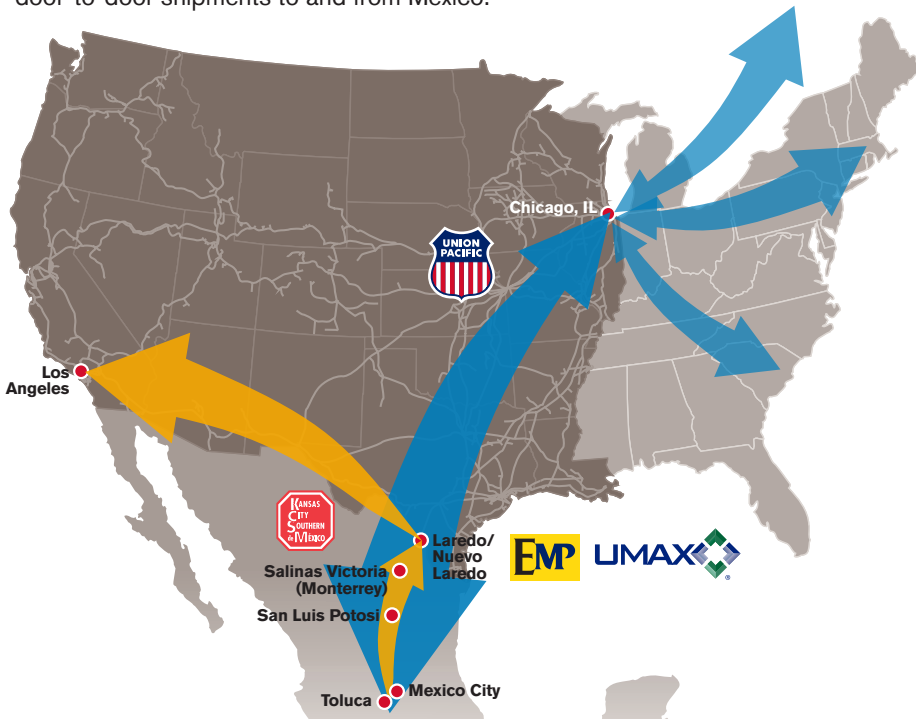 door-to-door shipments to and from Mexico.
Chicago, IL
UNION
PACIFIC
Los
Angeles
KANSAS
CITY
SOUTHERN
de MÉXICO
Laredo/
Nuevo
Laredo
EMP
UMAX
®
Salinas Victoria
(Monterrey)
San Luis Potosi
Mexico City
Toluca